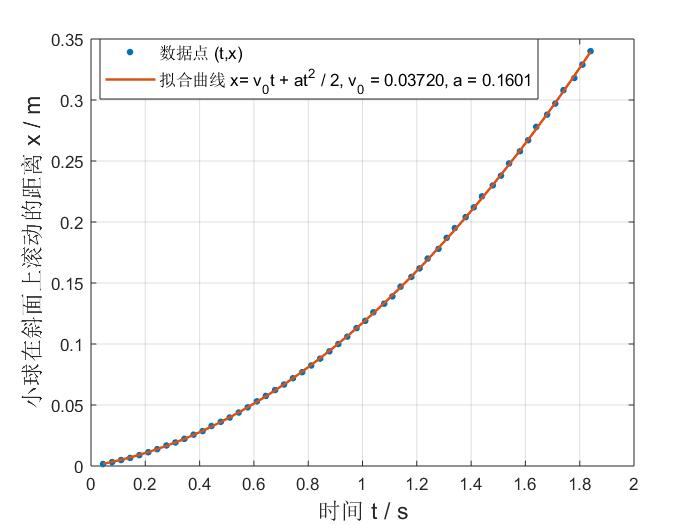 0.35
0.3
0.25
0.2
0.15
0.1
0.05
0
数据点 (t,x)
拟合曲线 x= v₀t + at² / 2, v₀ = 0.03720, a = 0.1601
小球在斜面上滚动的距离 x / m
0 0.2 0.4 0.6 0.8 1 1.2 1.4 1.6 1.8 2
时间 t / s